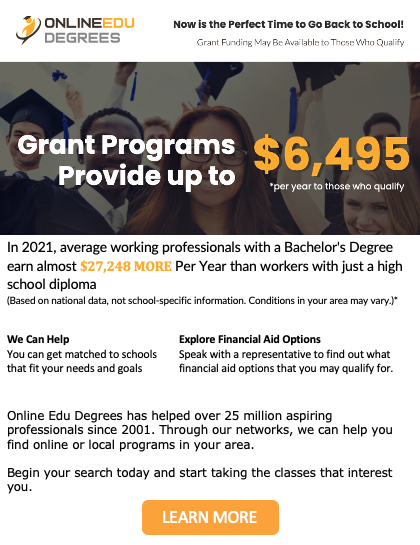 ONLINEEDU
DEGREES
Now is the Perfect Time to Go Back to School!
Grant Funding May Be Available to Those Who Qualify
Grant Programs
Provide up to
$6,495
*per year to those who qualify
In 2021, average working professionals with a Bachelor's Degree
earn almost $27,248 MORE Per Year than workers with just a high
school diploma
(Based on national data, not school-specific information. Conditions in your area may vary.)*
We Can Help
You can get matched to schools
that fit your needs and goals
Explore Financial Aid Options
Speak with a representative to find out what
financial aid options that you may qualify for.
Online Edu Degrees has helped over 25 million aspiring
professionals since 2001. Through our networks, we can help you
find online or local programs in your area.
Begin your search today and start taking the classes that interest
you.
LEARN MORE